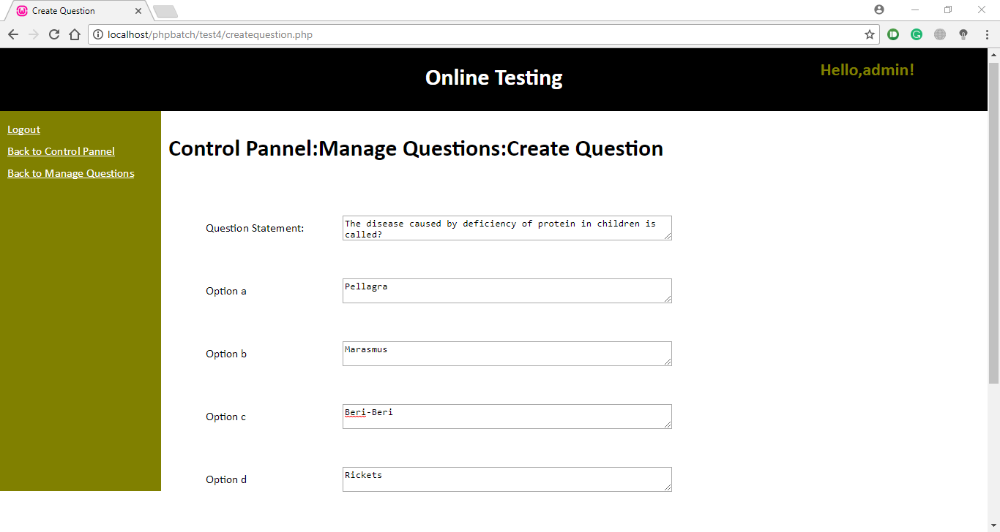 Create Question
localhost/phpbatch/test4/createquestion.php
Online Testing
Hello,admin!
Logout
Back to Control Pannel
Back to Manage Questions
Control Pannel:Manage Questions:Create Question
Question Statement:
The disease caused by deficiency of protein in children is
called?
Option a
Pellagra
Option b
Marasmus
Option c
Beri-Beri
Option d
Rickets